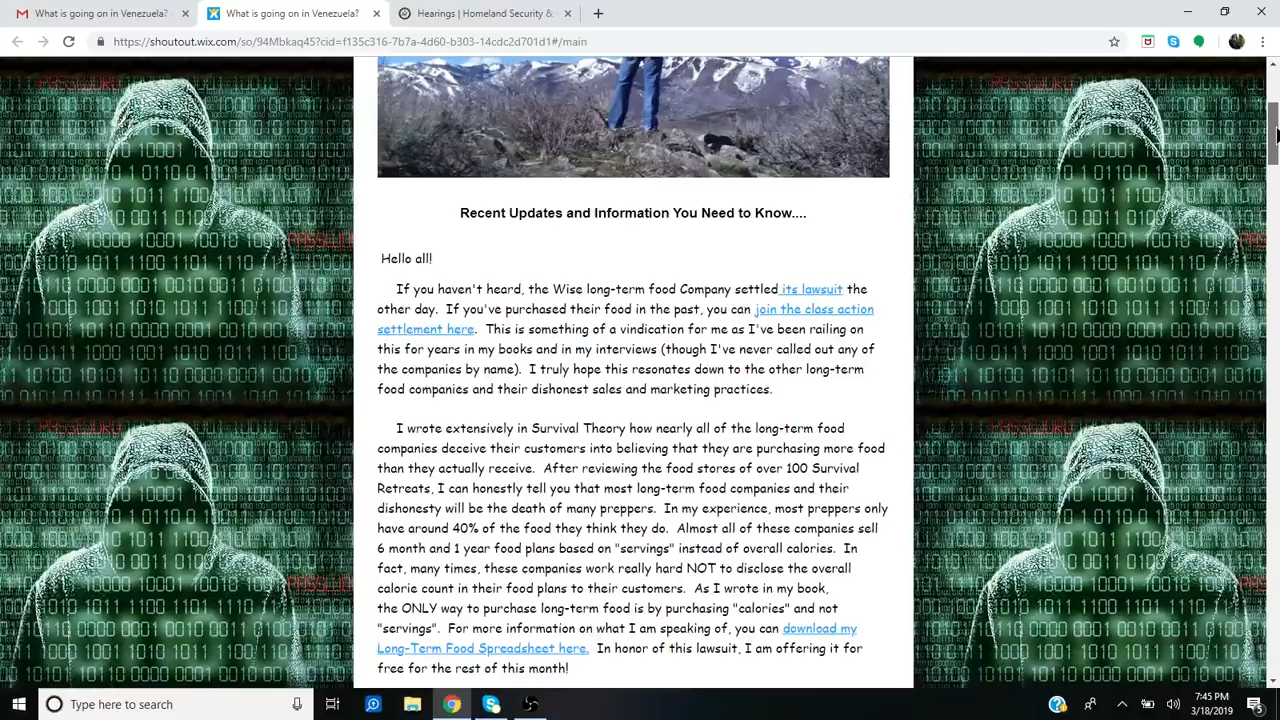 What is going on in Venezuela? -
What is going on in Venezuela?
Hearings | Homeland Security &
https://shoutout.wix.com/so/94Mbkaq45?cid=f135c316-7b7a-4d60-b303-14cdc2d701d1#/main
Recent Updates and Information You Need to Know....
Hello all!
If you haven't heard, the Wise long-term food Company settled its lawsuit the
other day. If you've purchased their food in the past, you can join the class action
settlement here. This is something of a vindication for me as I've been railing on
this for years in my books and in my interviews (though I've never called out any of
the companies by name). I truly hope this resonates down to the other long-term
food companies and their dishonest sales and marketing practices.
I wrote extensively in Survival Theory how nearly all of the long-term food
companies deceive their customers into believing that they are purchasing more food
than they actually receive. After reviewing the food stores of over 100 Survival
Retreats, I can honestly tell you that most long-term food companies and their
dishonesty will be the death of many preppers. In my experience, most preppers only
have around 40% of the food they think they do. Almost all of these companies sell
6 month and 1 year food plans based on "servings" instead of overall calories. In
fact, many times, these companies work really hard NOT to disclose the overall
calorie count in their food plans to their customers. As I wrote in my book,
the ONLY way to purchase long-term food is by purchasing "calories" and not
"servings". For more information on what I am speaking of, you can download my
Long-Term Food Spreadsheet here. In honor of this lawsuit, I am offering it for
free for the rest of this month!
Type here to search
7:45 PM
3/18/2019